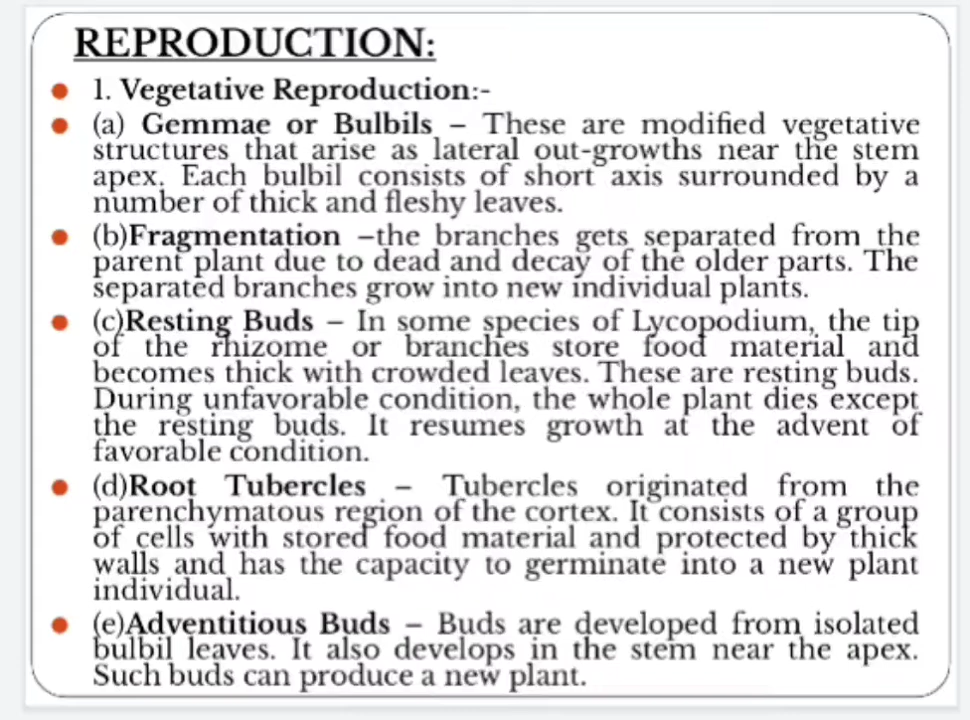 REPRODUCTION:
1. Vegetative Reproduction:-
(a) Gemmae or Bulbils – These are modified vegetative
structures that arise as lateral out-growths near the stem
apex. Each bulbil consists of short axis surrounded by a
number of thick and fleshy leaves.
(b)Fragmentation –the branches gets separated from the
parent plant due to dead and decay of the older parts. The
separated branches grow into new individual plants.
(c)Resting Buds – In some species of Lycopodium, the tip
of the rhizome or branches store food material and
becomes thick with crowded leaves. These are resting buds.
During unfavorable condition, the whole plant dies except
the resting buds. It resumes growth at the advent of
favorable condition.
(d)Root Tubercles – Tubercles originated from the
parenchymatous region of the cortex. It consists of a group
of cells with stored food material and protected by thick
walls and has the capacity to germinate into a new plant
individual.
(e)Adventitious Buds – Buds are developed from isolated
bulbil leaves. It also develops in the stem near the apex.
Such buds can produce a new plant.